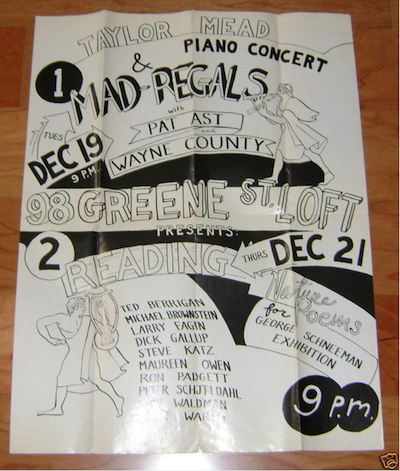 TAYLOR MEAD
PIANO CONCERT
1
&
MAD-REGALS
with
PAT AST
and
WAYNE COUNTY
TUES
DEC 19
9 P.M.
98 GREENE ST. LOFT
PRESENTS:
2
READING
THURS
DEC 21
Nature
Poems
for
GEORGE SCHNEEMAN
EXHIBITION
TED BERRIGAN
MICHAEL BROWNSTEIN
LARRY FAGIN
DICK GALLUP
STEVE KATZ
MAUREEN OWEN
RON PADGETT
PETER SCHJELDAHL
WALDMAN
9 p.m.